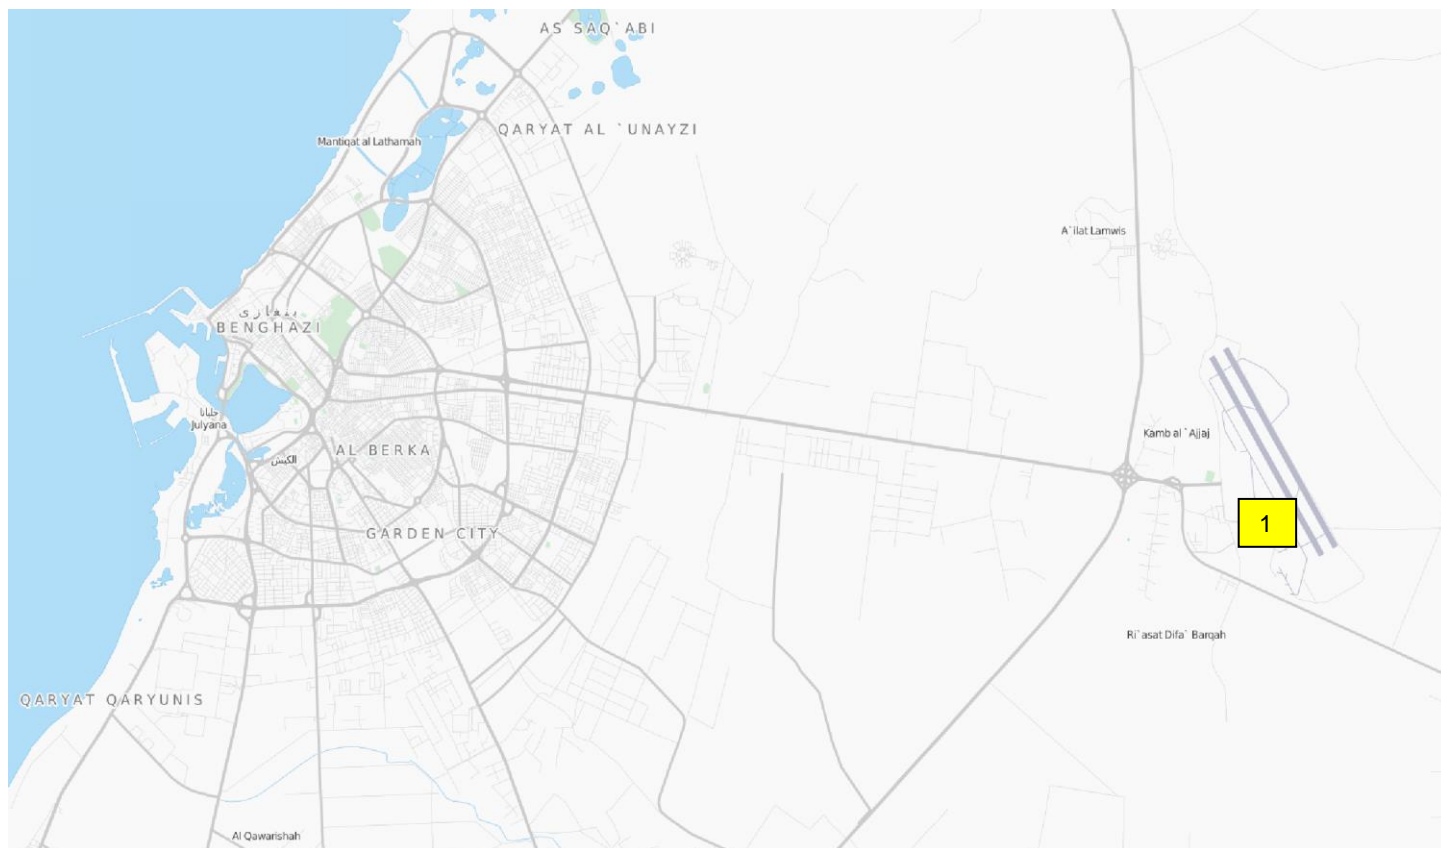 AS SAQ`ABI
QARYAT AL `UNAYZI
Mantiqat al Lathamah
A`ilat Lamwis
بنغازي
BENGHAZI
جليانا
Julyana
Kamb al `Ajjaj
AL BERKA
الكيش
1
GARDEN CITY
Ri`asat Difa` Barqah
QARYAT QARYUNIS
Al Qawarishah